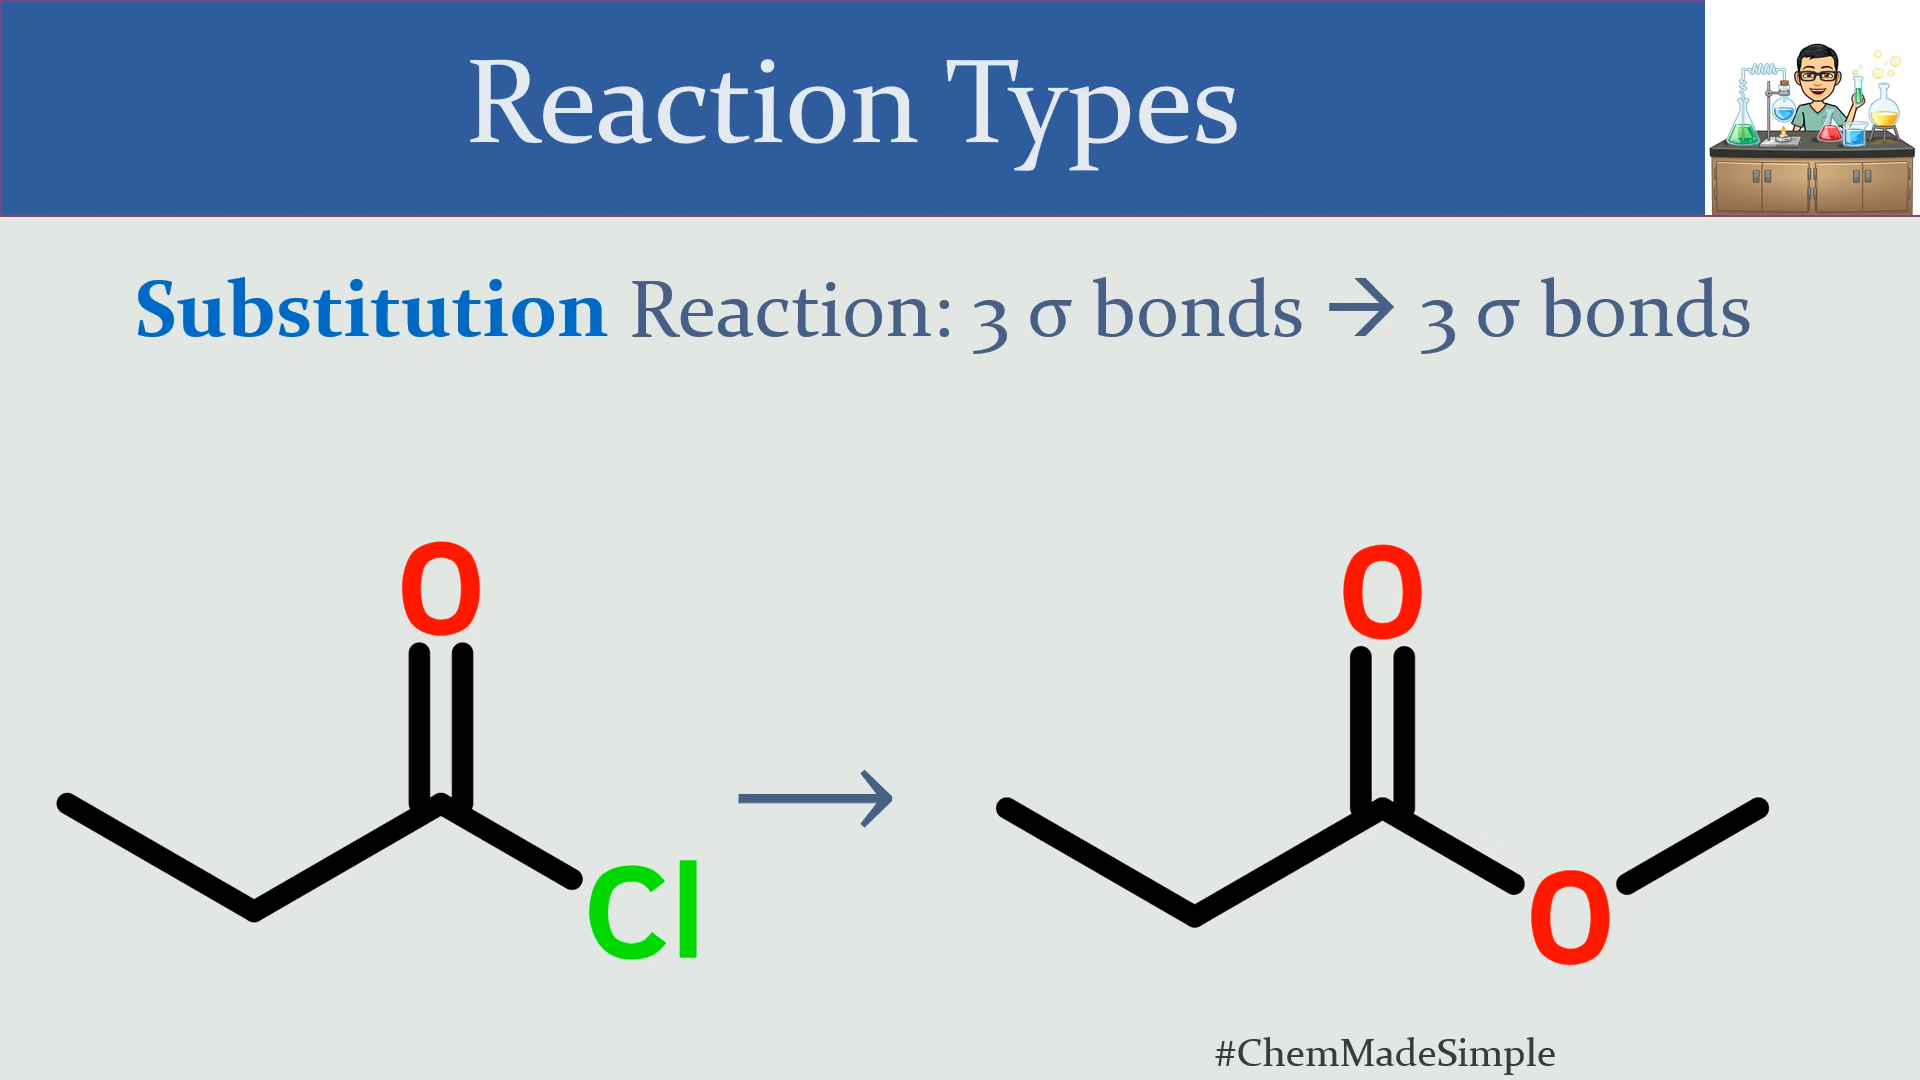 Reaction Types
Substitution Reaction: 3 σ bonds → 3 σ bonds
O
O
Cl
O
#ChemMadeSimple